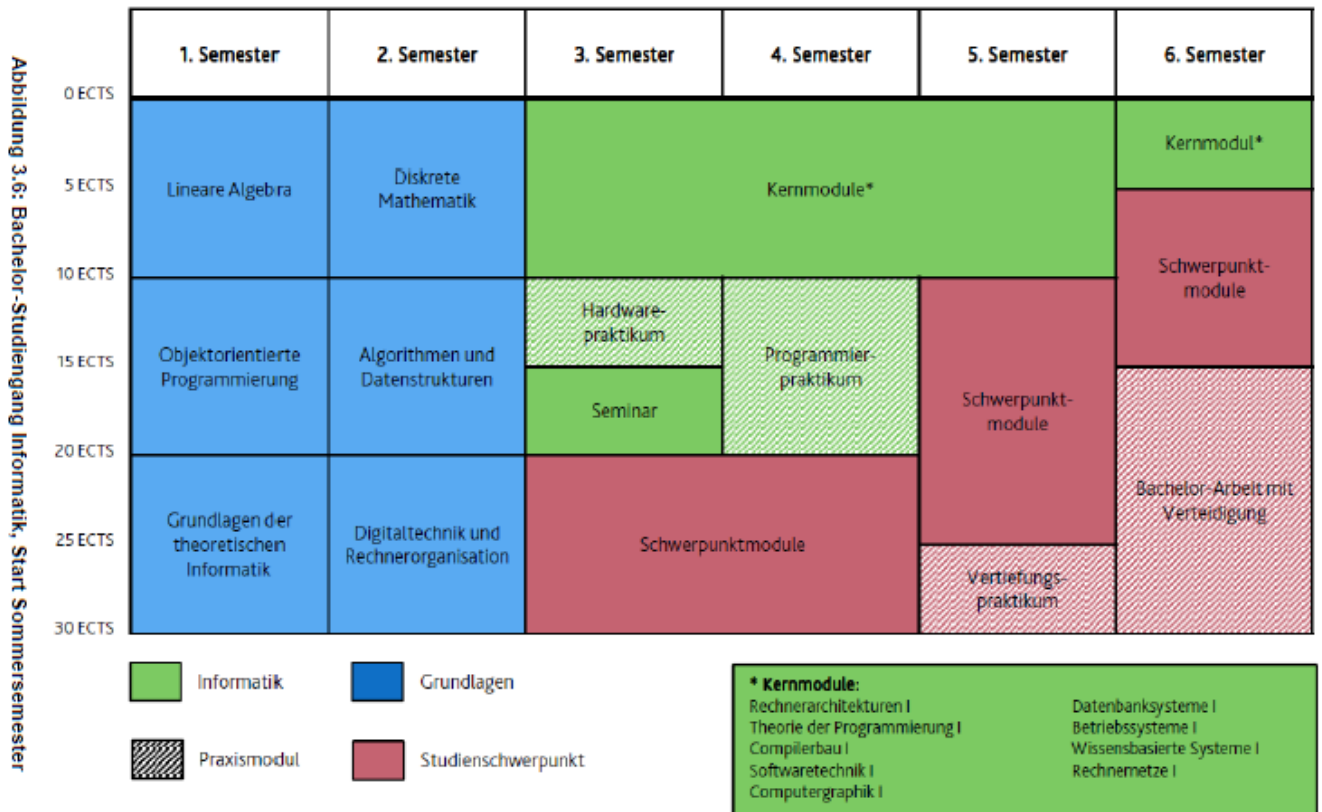 Abbildung 3.6: Bachelor-Studiengang Informatik, Start Sommersemester
1. Semester
2. Semester
3. Semester
4. Semester
5. Semester
6. Semester
0 ECTS
5 ECTS
10 ECTS
15 ECTS
20 ECTS
25 ECTS
30 ECTS
Lineare Algebra
Diskrete
Mathematik
Kernmodule*
Kernmodul*
Schwerpunkt-
module
Objektorientierte
Programmierung
Algorithmen und
Datenstrukturen
Hardware-
praktikum
Seminar
Programmier-
praktikum
Schwerpunkt-
module
Grundlagen der
theoretischen
Informatik
Digitaltechnik und
Rechnerorganisation
Schwerpunktmodule
Vertiefungs-
praktikum
Bachelor-Arbeit mit
Verteidigung
Informatik
Grundlagen
Praxismodul
Studienschwerpunkt
* Kernmodule:
Rechnerarchitekturen I
Theorie der Programmierung I
Compilerbau I
Softwaretechnik I
Computergraphik I
Datenbanksysteme I
Betriebssysteme I
Wissensbasierte Systeme I
Rechnernetze I